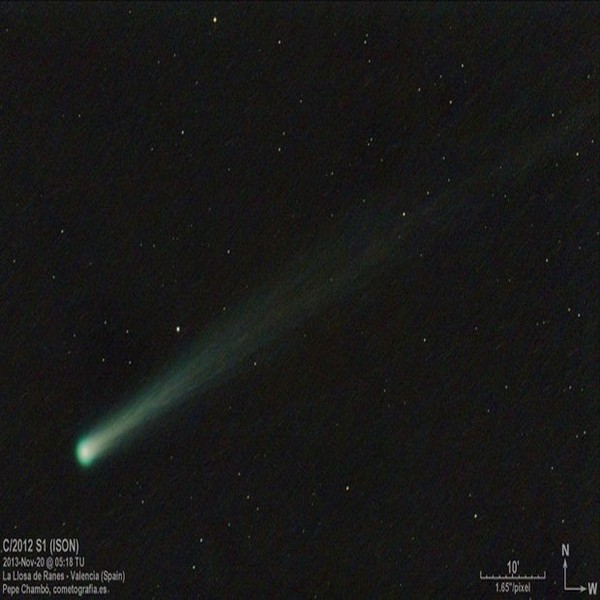 C/2012 S1 (ISON)
2013-Nov-20 @ 05:18 TU
La Llosa de Ranes - Valencia (Spain)
Pepe Chambó, cometografia.es
10'
1.65"/pixel
N
W